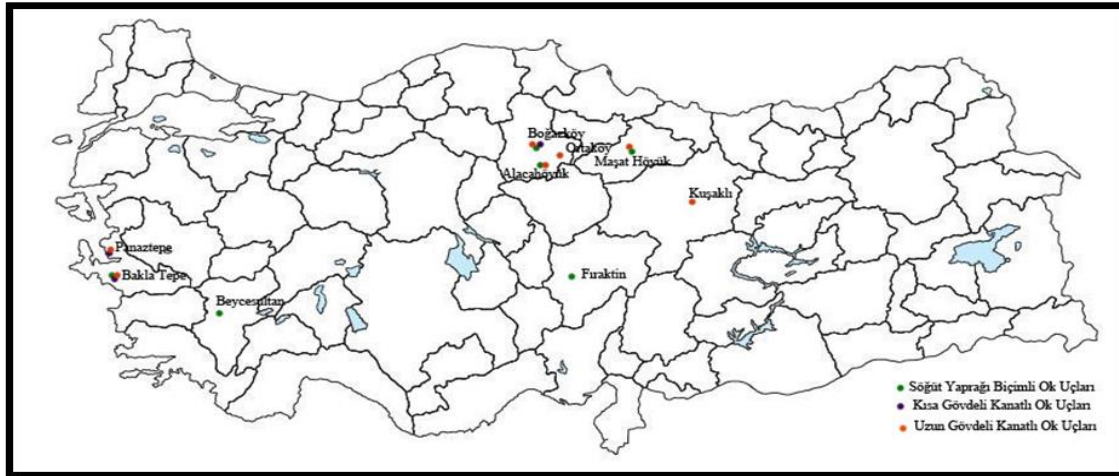 Boğazköy
Ortaköy
Maşat Höyük
Alacahöyük
Kuşaklı
Panaztepe
Bakla Tepe
Fıraktin
Beycesultan
Söğüt Yaprağı Biçimli Ok Uçları
Kısa Gövdeli Kanatlı Ok Uçları
Uzun Gövdeli Kanatlı Ok Uçları